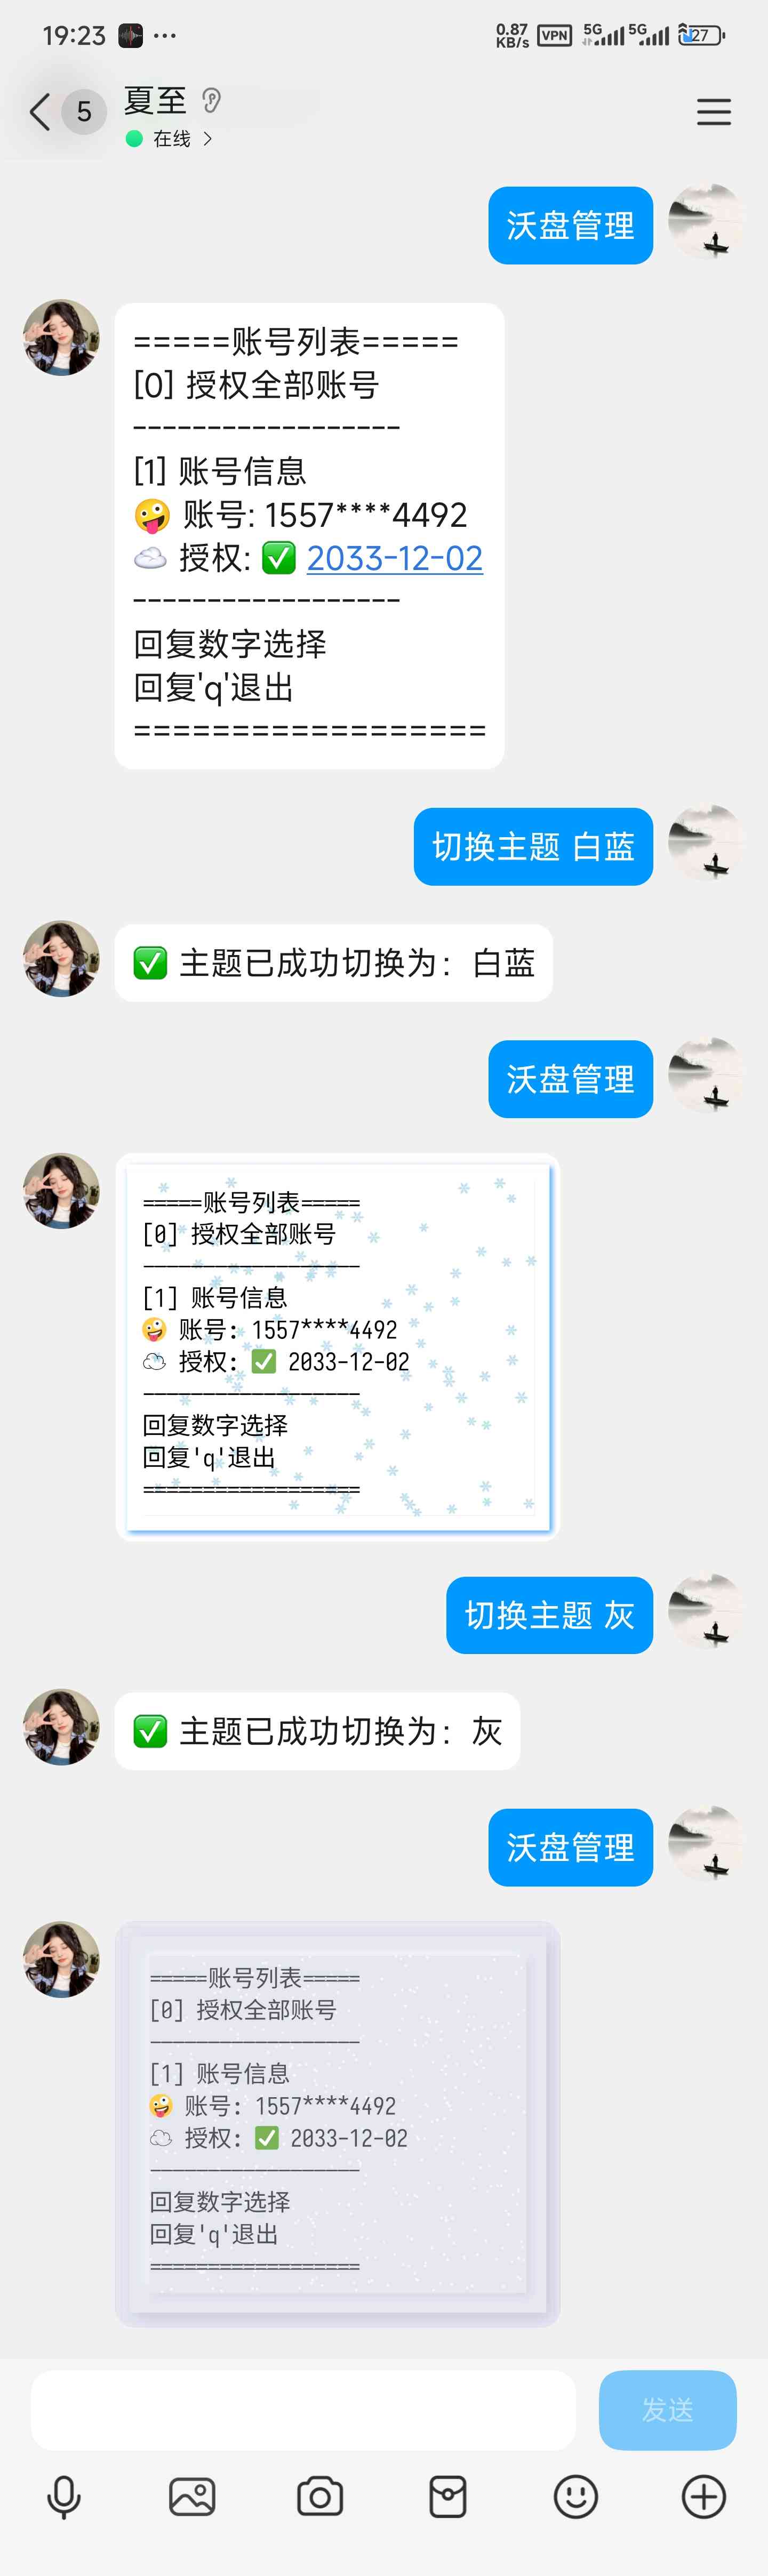 19:23
0.87 KB/s VPN 5G 5G 27
5 夏至
在线
沃盘管理
=====账号列表=====
[0] 授权全部账号
------------------
[1] 账号信息
🤪 账号: 1557****4492
☁️ 授权: ✅ 2033-12-02
------------------
回复数字选择
回复'q'退出
==================
切换主题 白蓝
✅ 主题已成功切换为：白蓝
沃盘管理
=====账号列表=====
[0] 授权全部账号
------------------
[1] 账号信息
🤪 账号: 1557****4492
☁️ 授权: ✅ 2033-12-02
------------------
回复数字选择
回复'q'退出
==================
切换主题 灰
✅ 主题已成功切换为：灰
沃盘管理
=====账号列表=====
[0] 授权全部账号
------------------
[1] 账号信息
🤪 账号: 1557****4492
☁️ 授权: ✅ 2033-12-02
------------------
回复数字选择
回复'q'退出
==================
发送